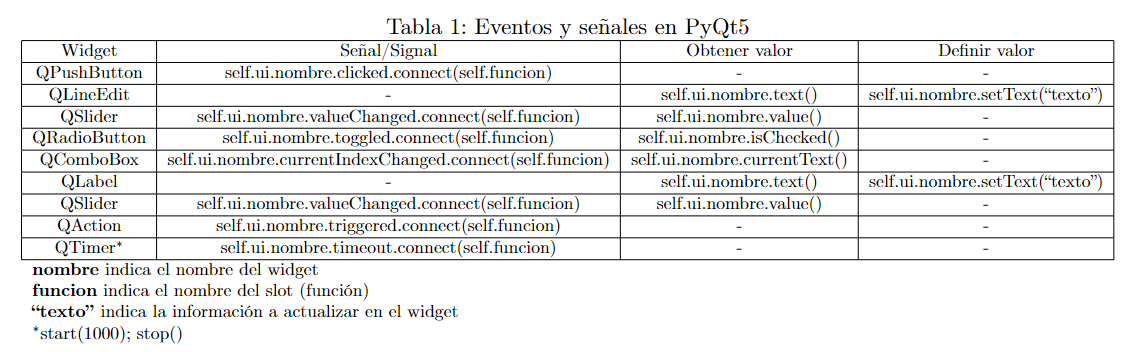 Tabla 1: Eventos y señales en PyQt5
Widget Señal/Signal Obtener valor Definir valor
QPushButton self.ui.nombre.clicked.connect(self.funcion) - -
QLineEdit - self.ui.nombre.text() self.ui.nombre.setText(“texto”)
QSlider self.ui.nombre.valueChanged.connect(self.funcion) self.ui.nombre.value() -
QRadioButton self.ui.nombre.toggled.connect(self.funcion) self.ui.nombre.isChecked() -
QComboBox self.ui.nombre.currentIndexChanged.connect(self.funcion) self.ui.nombre.currentText() -
QLabel - self.ui.nombre.text() self.ui.nombre.setText(“texto”)
QSlider self.ui.nombre.valueChanged.connect(self.funcion) self.ui.nombre.value() -
QAction self.ui.nombre.triggered.connect(self.funcion) - -
QTimer* self.ui.nombre.timeout.connect(self.funcion) - -
nombre indica el nombre del widget
funcion indica el nombre del slot (función)
“texto” indica la información a actualizar en el widget
*start(1000); stop()